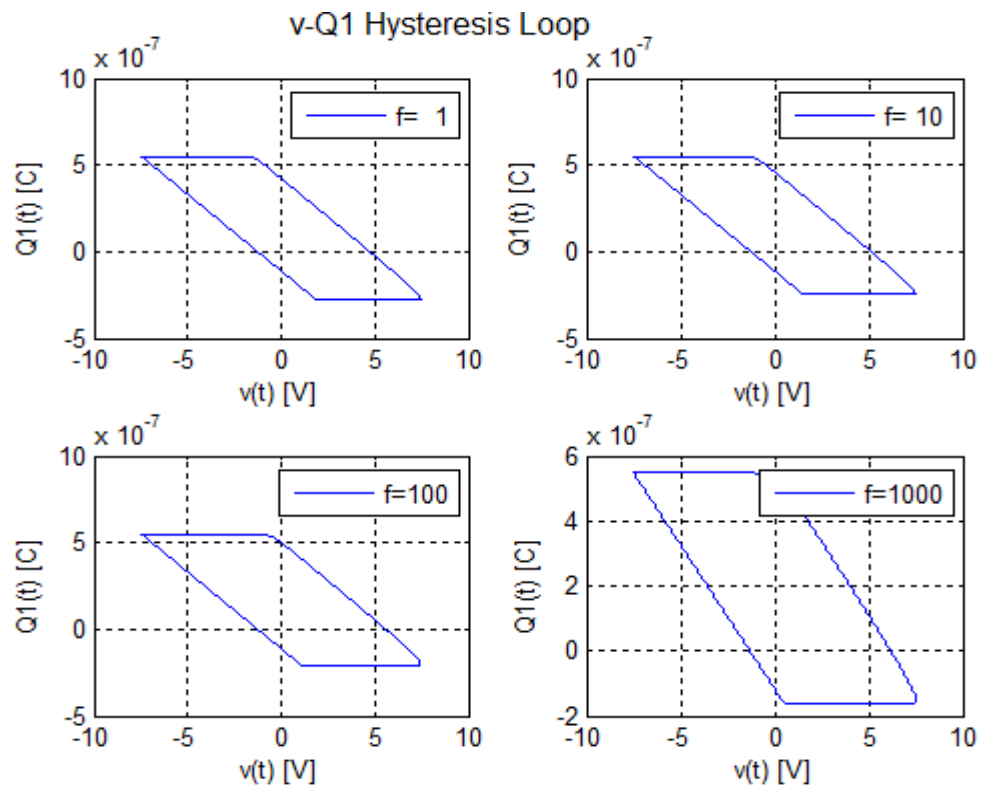 v-Q1 Hysteresis Loop
x 10^-7
10
5
0
-5
Q1(t) [C]
f= 1
-10 -5 0 5 10
v(t) [V]
x 10^-7
10
5
0
-5
Q1(t) [C]
f= 10
-10 -5 0 5 10
v(t) [V]
x 10^-7
10
5
0
-5
Q1(t) [C]
f=100
-10 -5 0 5 10
v(t) [V]
x 10^-7
6
4
2
0
-2
Q1(t) [C]
f=1000
-10 -5 0 5 10
v(t) [V]